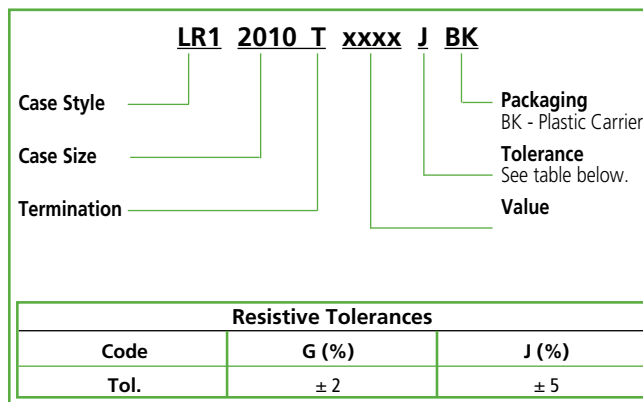 LR1 2010 T xxxx J BK
Case Style
Case Size
Termination
Packaging
BK - Plastic Carrier
Tolerance
See table below.
Value
Resistive Tolerances
Code G (%) J (%)
Tol. ± 2 ± 5